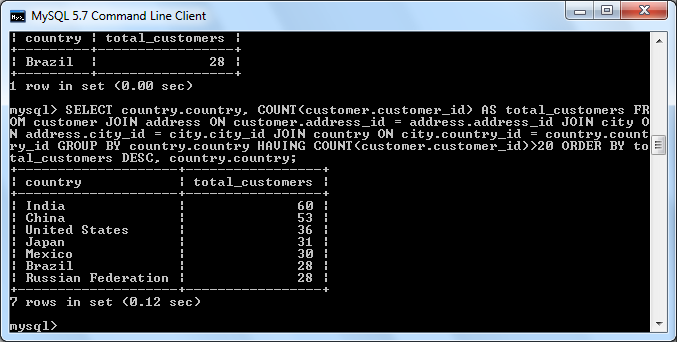 MySQL 5.7 Command Line Client
| country | total_customers |
+---------+-----------------+
| Brazil  |              28 |
+---------+-----------------+
1 row in set (0.00 sec)
mysql> SELECT country.country, COUNT(customer.customer_id) AS total_customers FR
OM customer JOIN address ON customer.address_id = address.address_id JOIN city O
N address.city_id = city.city_id JOIN country ON city.country_id = country.count
ry_id GROUP BY country.country HAVING COUNT(customer.customer_id)>20 ORDER BY to
tal_customers DESC, country.country;
+--------------------+-----------------+
| country            | total_customers |
+--------------------+-----------------+
| India              |              60 |
| China              |              53 |
| United States      |              36 |
| Japan              |              31 |
| Mexico             |              30 |
| Brazil             |              28 |
| Russian Federation |              28 |
+--------------------+-----------------+
7 rows in set (0.12 sec)
mysql>